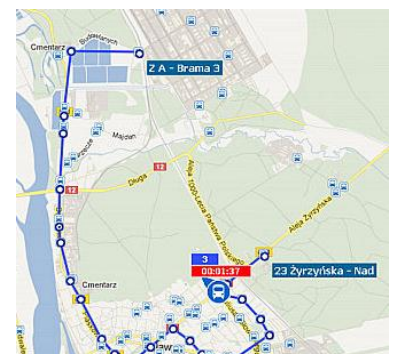 Sudowlanych
Cmentarz
Z A - Brama 3
Majdan
12
Długa
12
Aleja 1000-Lecia Państwa Polskiego
Aleja Żyrzyńska
3
00:01:37
23 Żyrzyńska - Nad
Cmentarz